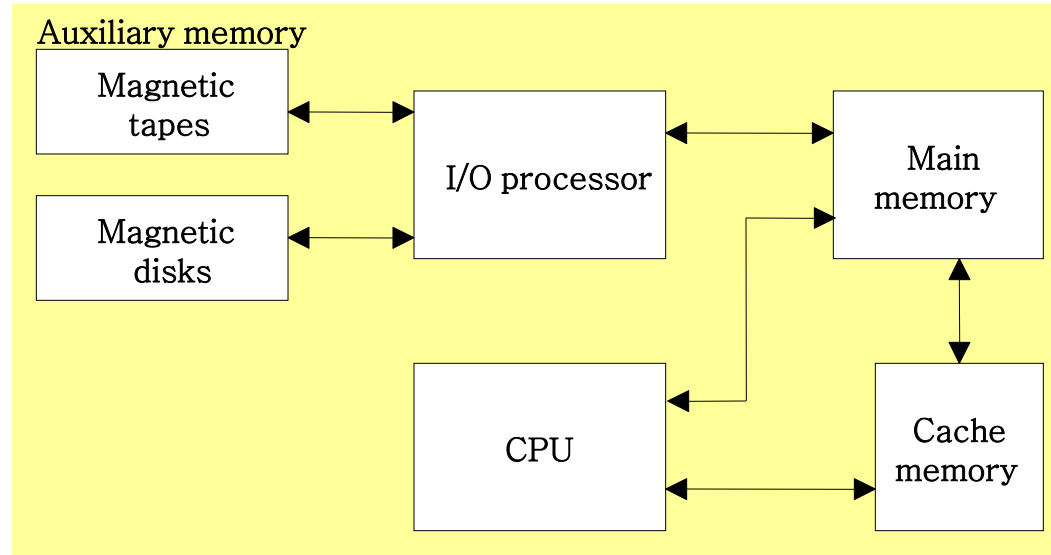 Auxiliary memory
Magnetic
tapes
I/O processor
Main
memory
Magnetic
disks
CPU
Cache
memory